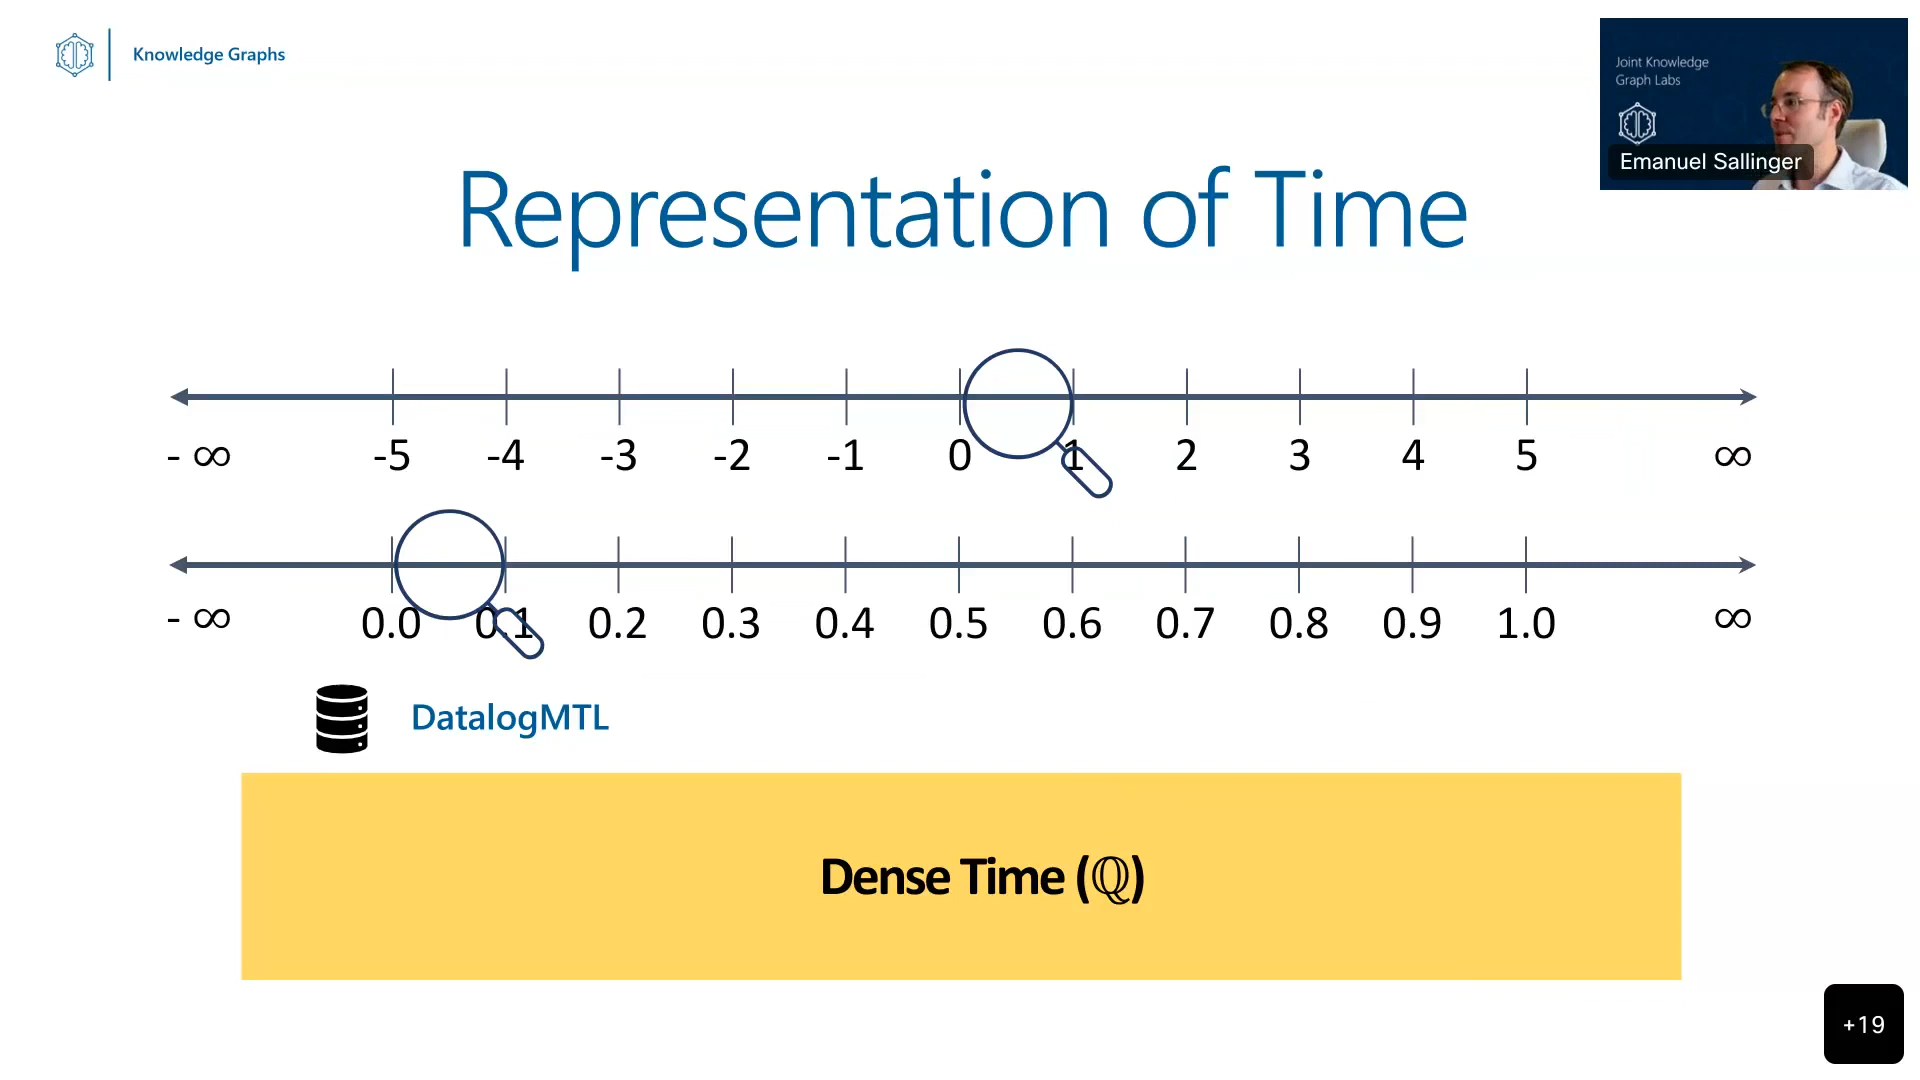 Knowledge Graphs
Joint Knowledge
Graph Labs
Emanuel Sallinger
Representation of Time
- ∞ -5 -4 -3 -2 -1 0 1 2 3 4 5 ∞
- ∞ 0.0 0.1 0.2 0.3 0.4 0.5 0.6 0.7 0.8 0.9 1.0 ∞
DatalogMTL
Dense Time (ℚ)
+19